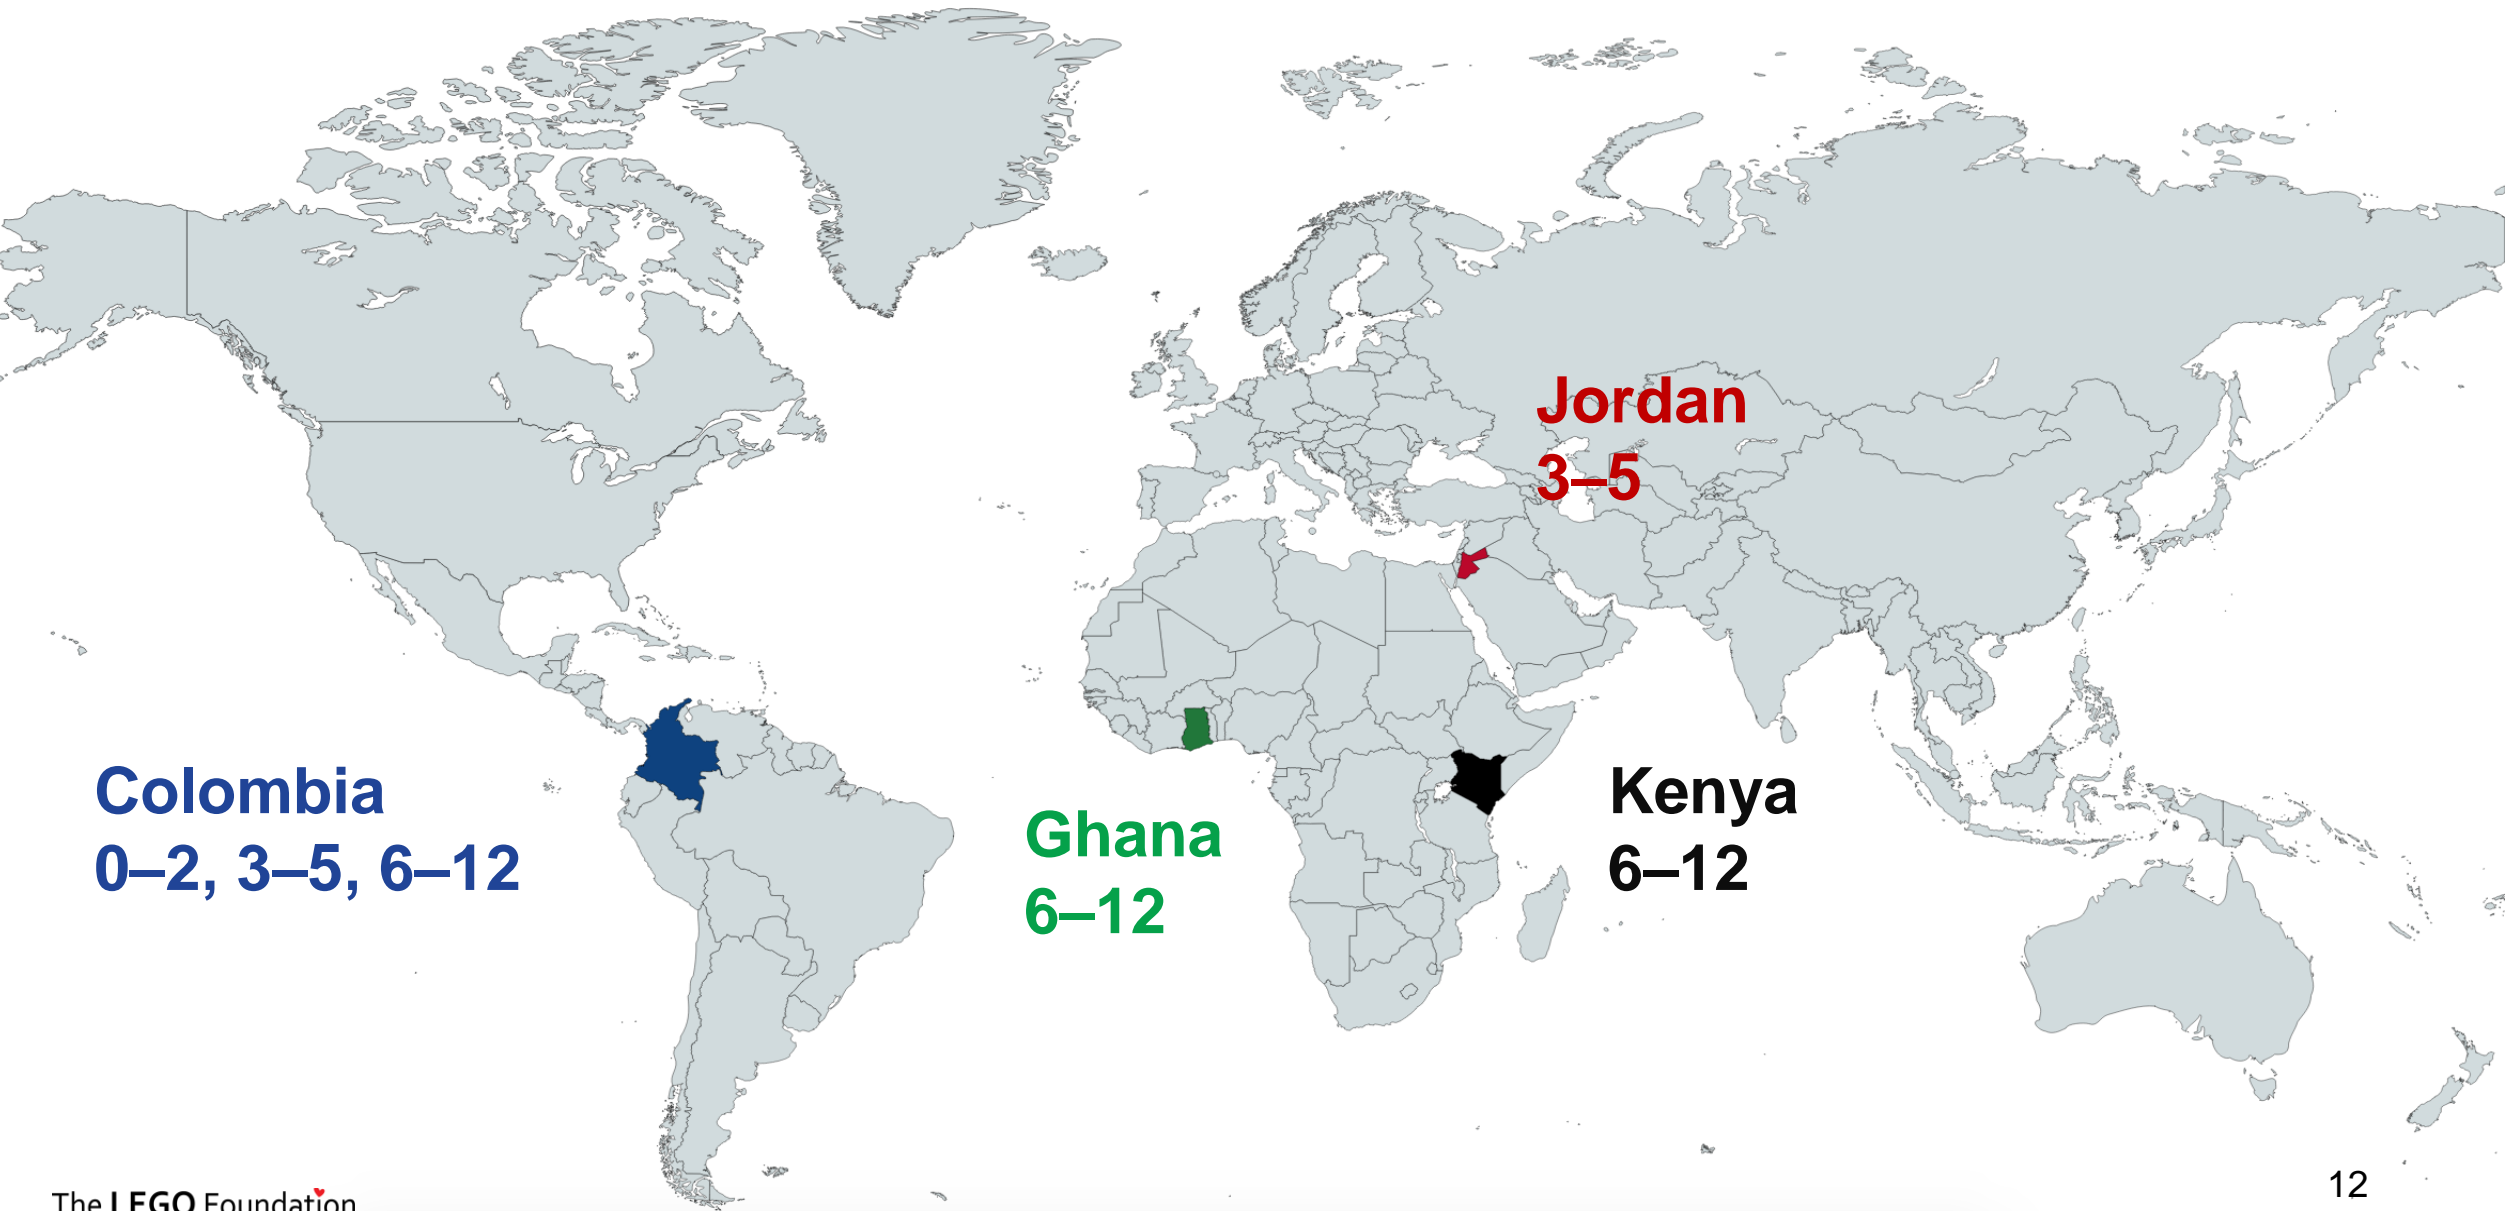 Jordan
3–5
Colombia
0–2, 3–5, 6–12
Ghana
6–12
Kenya
6–12
The LEGO Foundation
12